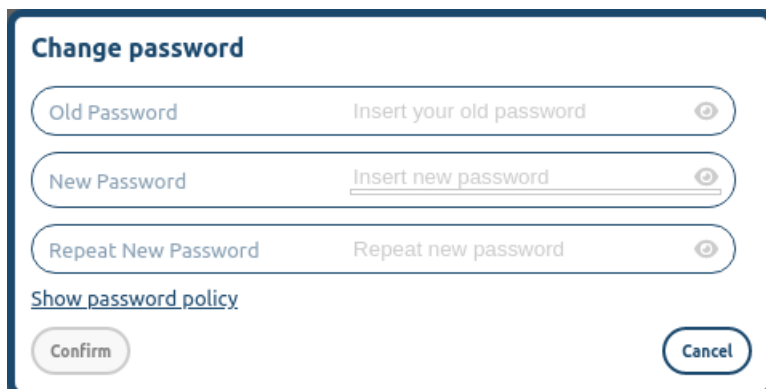 Change password
Old Password Insert your old password
New Password Insert new password
Repeat New Password Repeat new password
Show password policy
Confirm Cancel